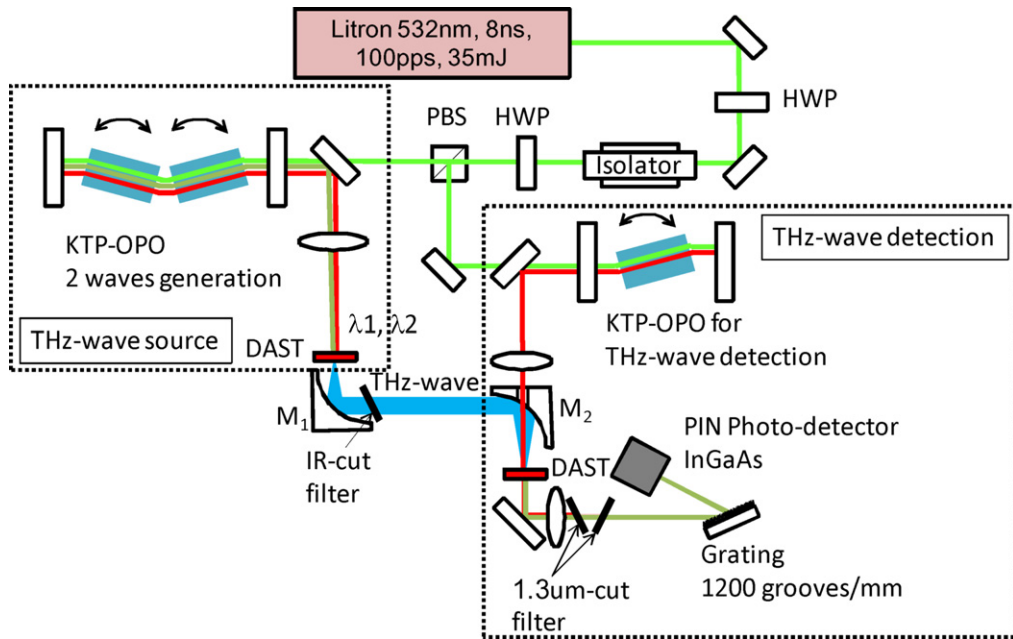 Litron 532nm, 8ns,
100pps, 35mJ
HWP
PBS
HWP
Isolator
KTP-OPO
2 waves generation
THz-wave source
λ1, λ2
DAST
THz-wave
M1
IR-cut
filter
THz-wave detection
KTP-OPO for
THz-wave detection
M2
DAST
PIN Photo-detector
InGaAs
Grating
1200 grooves/mm
1.3um-cut
filter